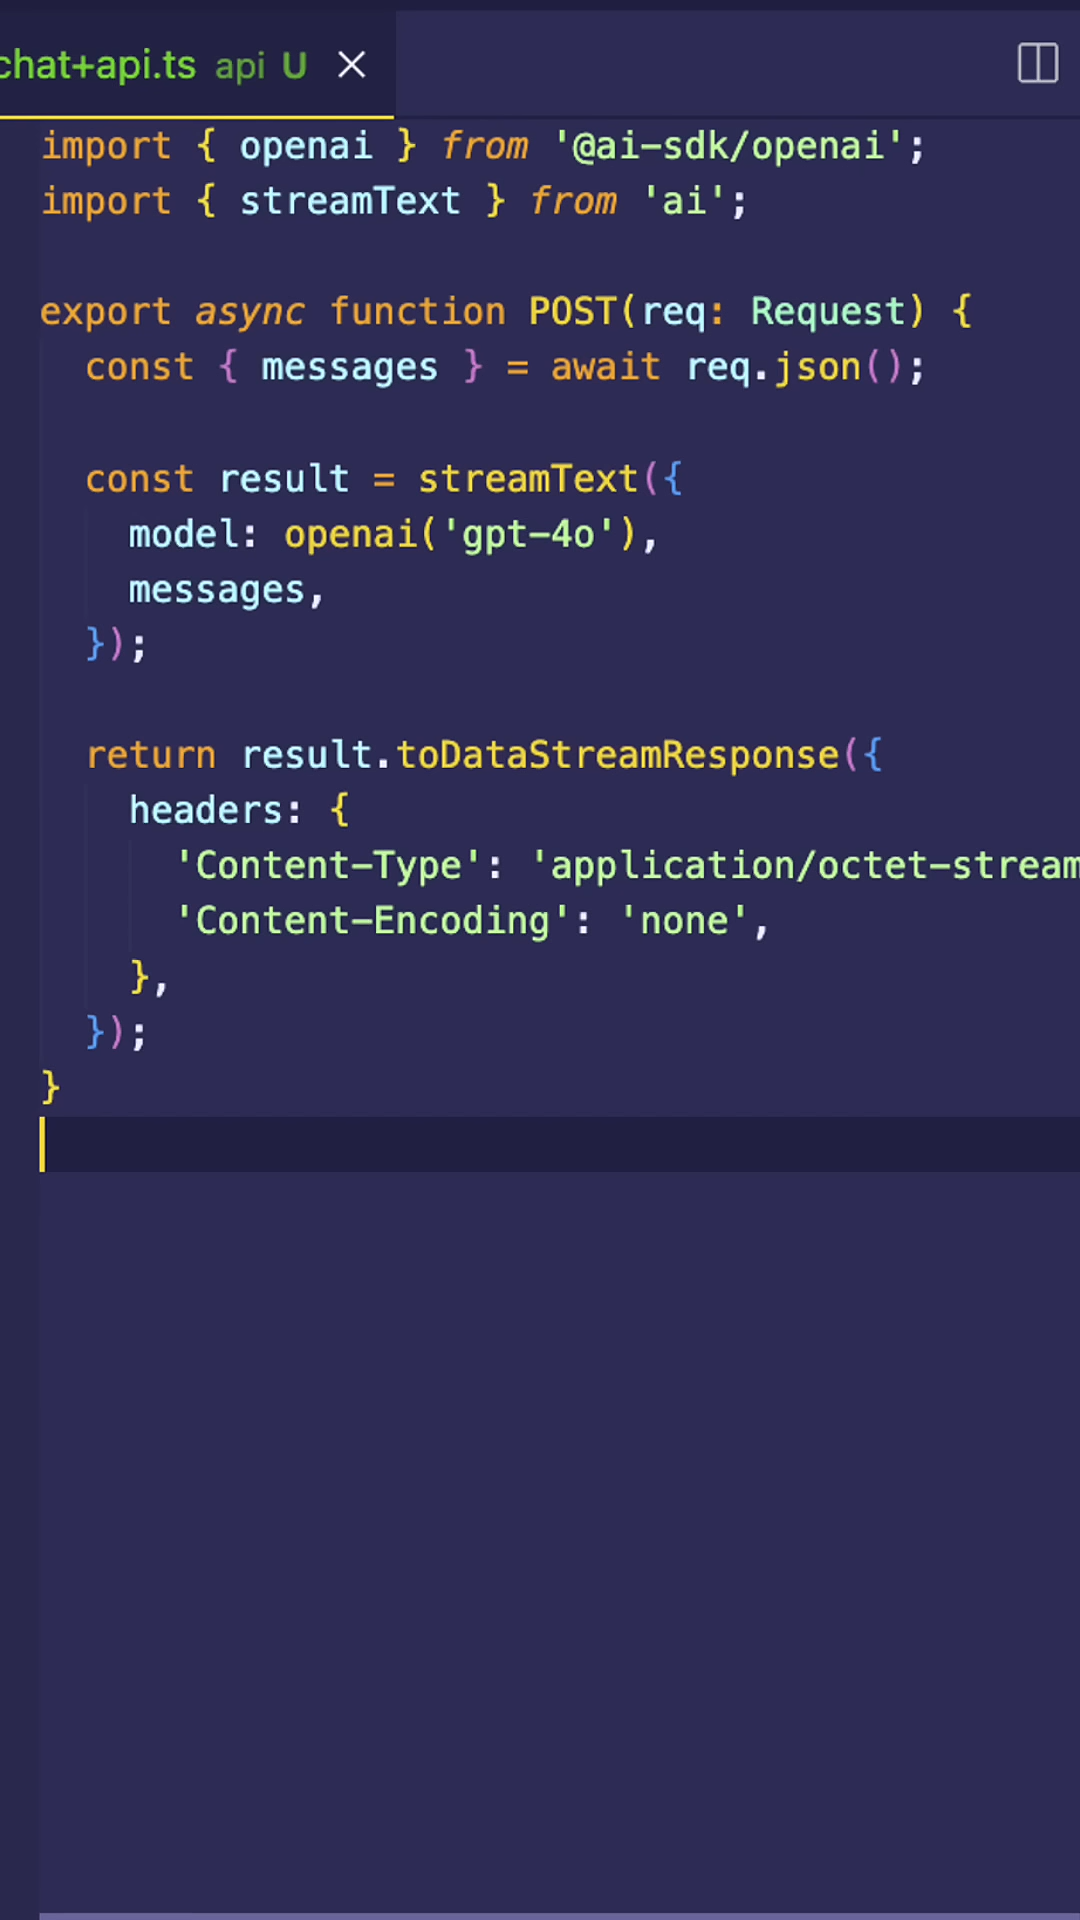 chat+api.ts api U
import { openai } from '@ai-sdk/openai';
import { streamText } from 'ai';
export async function POST(req: Request) {
const { messages } = await req.json();
const result = streamText({
model: openai('gpt-4o'),
messages,
});
return result.toDataStreamResponse({
headers: {
'Content-Type': 'application/octet-stream
'Content-Encoding': 'none',
},
});
}